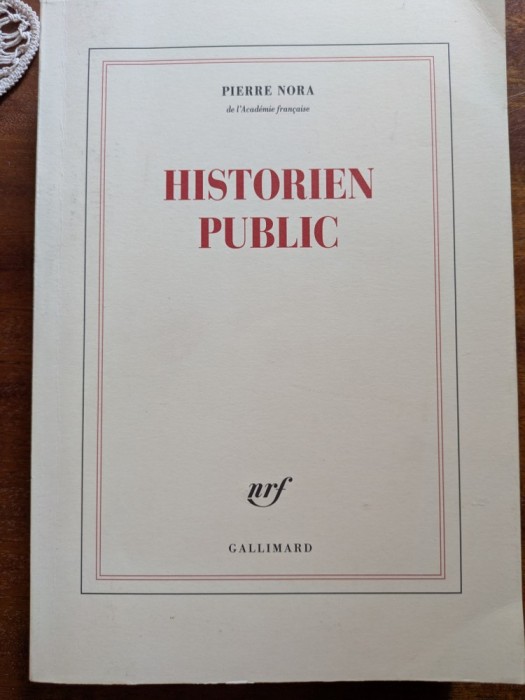 PIERRE NORA
de l'Académie française
HISTORIEN
PUBLIC
nrf
GALLIMARD